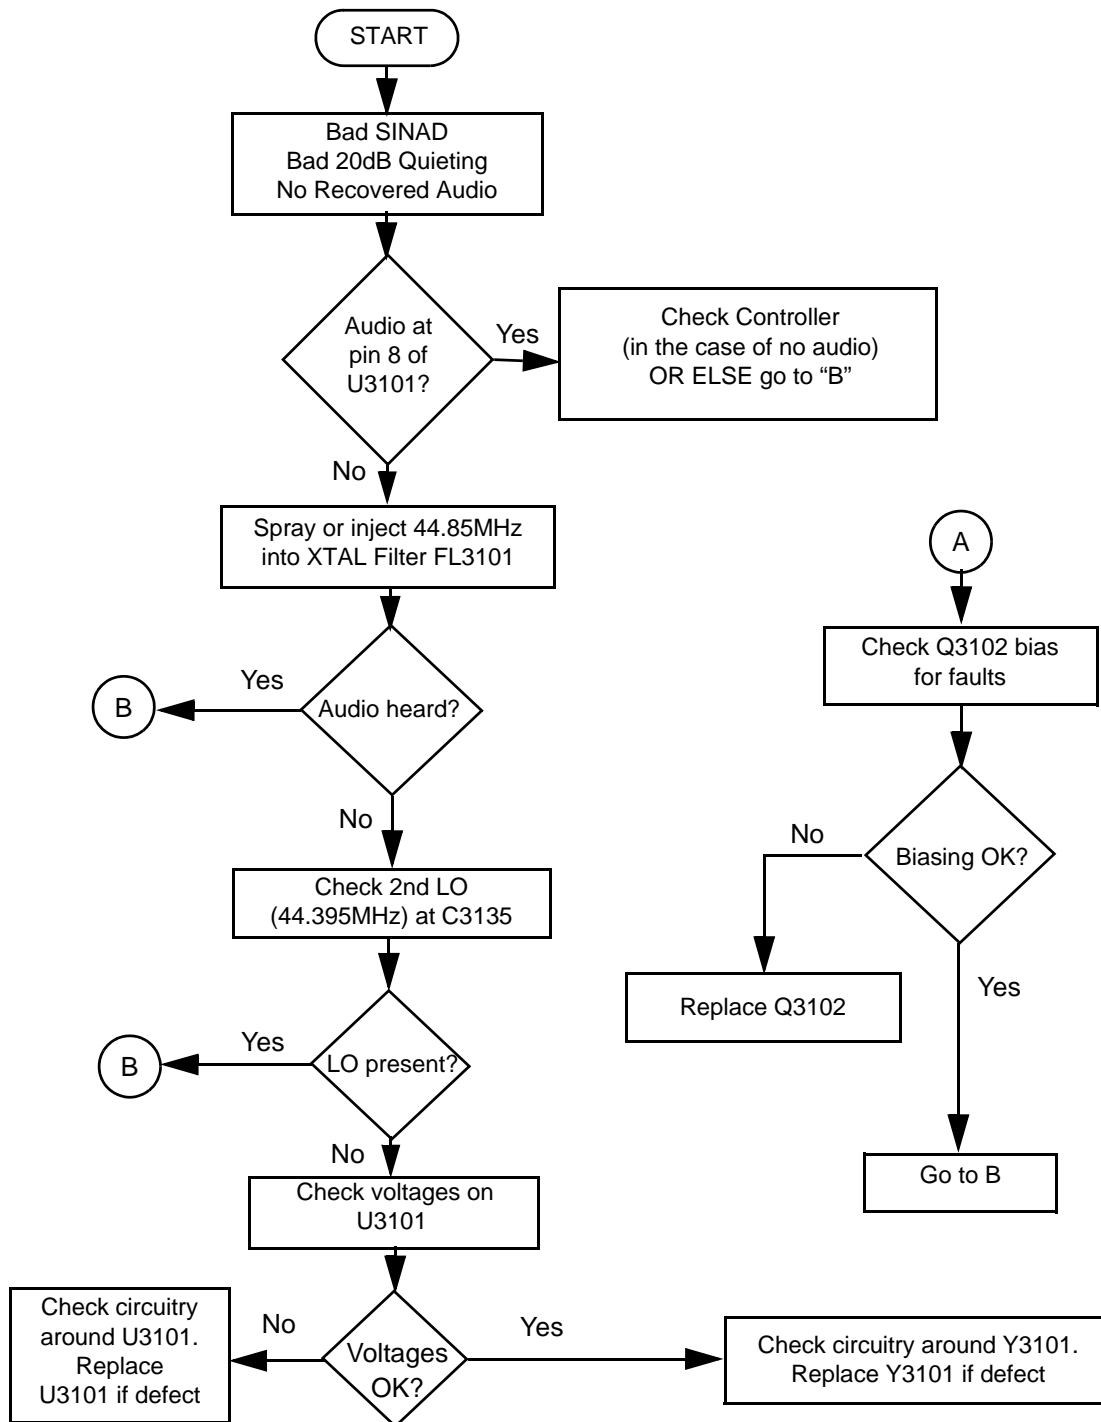 START
Bad SINAD
Bad 20dB Quieting
No Recovered Audio
Audio at
pin 8 of
U3101?
Yes
Check Controller
(in the case of no audio)
OR ELSE go to “B”
No
Spray or inject 44.85MHz
into XTAL Filter FL3101
Audio heard?
Yes
B
No
Check 2nd LO
(44.395MHz) at C3135
LO present?
Yes
B
No
Check voltages on
U3101
Voltages
OK?
No
Check circuitry
around U3101.
Replace
U3101 if defect
Yes
Check circuitry around Y3101.
Replace Y3101 if defect
A
Check Q3102 bias
for faults
Biasing OK?
No
Replace Q3102
Yes
Go to B